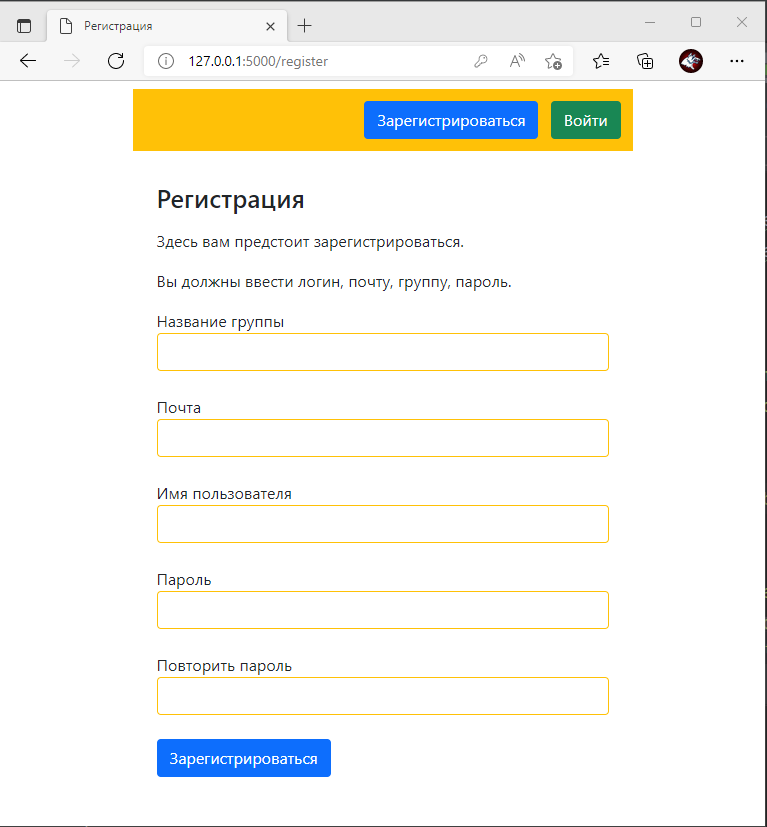 Регистрация
127.0.0.1:5000/register
Зарегистрироваться Войти
Регистрация
Здесь вам предстоит зарегистрироваться.
Вы должны ввести логин, почту, группу, пароль.
Название группы
Почта
Имя пользователя
Пароль
Повторить пароль
Зарегистрироваться